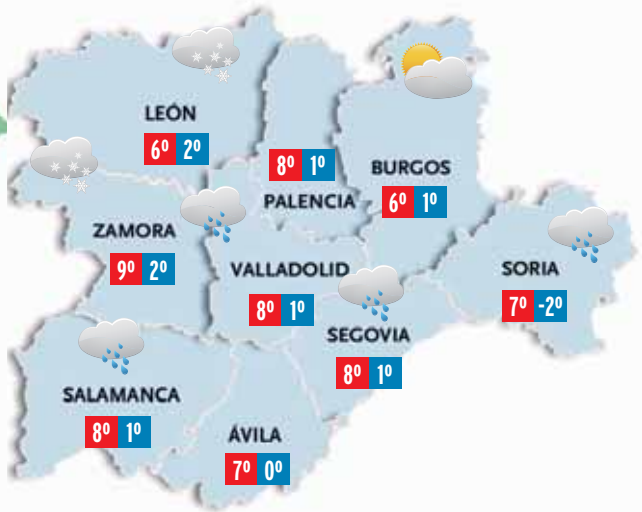 LEÓN
6º 2º
8º 1º
PALENCIA
BURGOS
6º 1º
ZAMORA
9º 2º
VALLADOLID
8º 1º
SORIA
7º -2º
SEGOVIA
8º 1º
SALAMANCA
8º 1º
ÁVILA
7º 0º